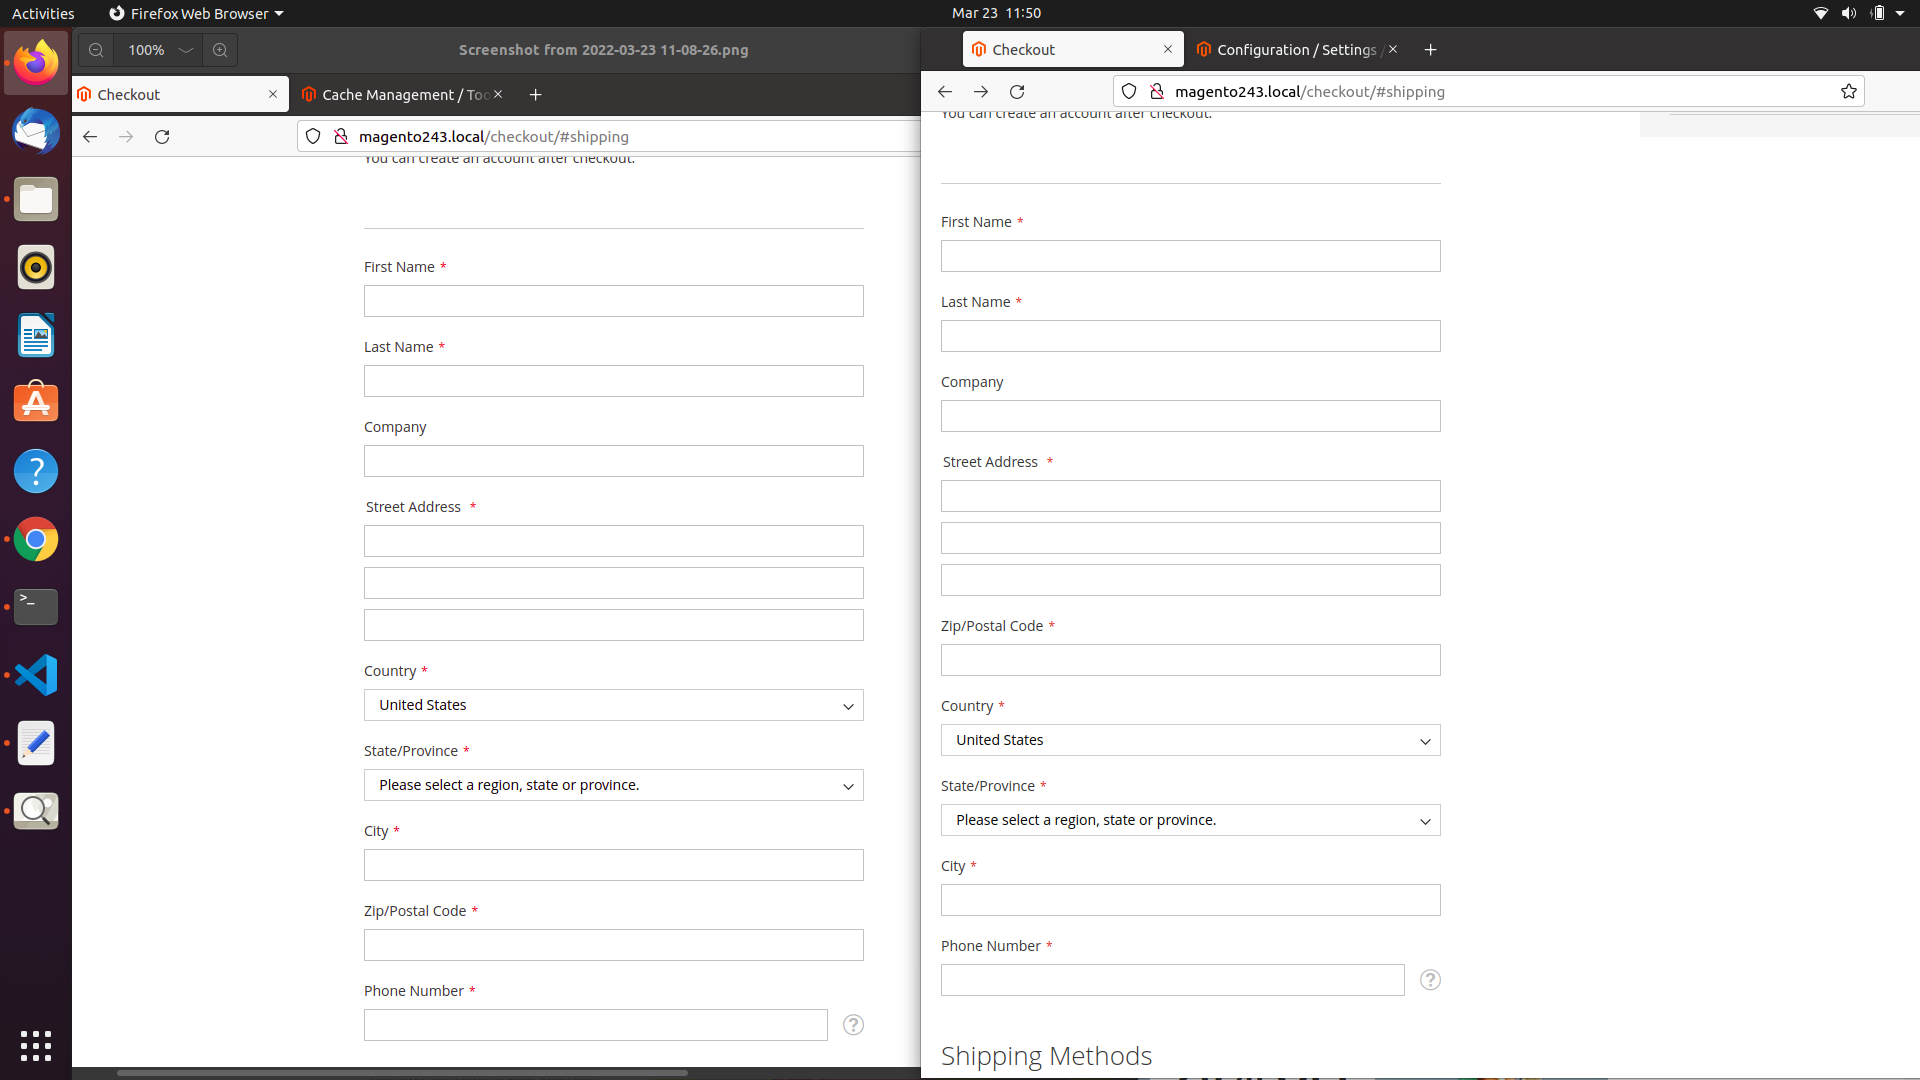 Activities
Firefox Web Browser
Mar 23 11:50
100%
Screenshot from 2022-03-23 11-08-26.png
Checkout
Cache Management / Too
magento243.local/checkout/#shipping
You can create an account after checkout.
First Name *
Last Name *
Company
Street Address *
Country *
United States
State/Province *
Please select a region, state or province.
City *
Zip/Postal Code *
Phone Number *
?
Checkout
Configuration / Settings /
magento243.local/checkout/#shipping
You can create an account after checkout.
First Name *
Last Name *
Company
Street Address *
Zip/Postal Code *
Country *
United States
State/Province *
Please select a region, state or province.
City *
Phone Number *
?
Shipping Methods